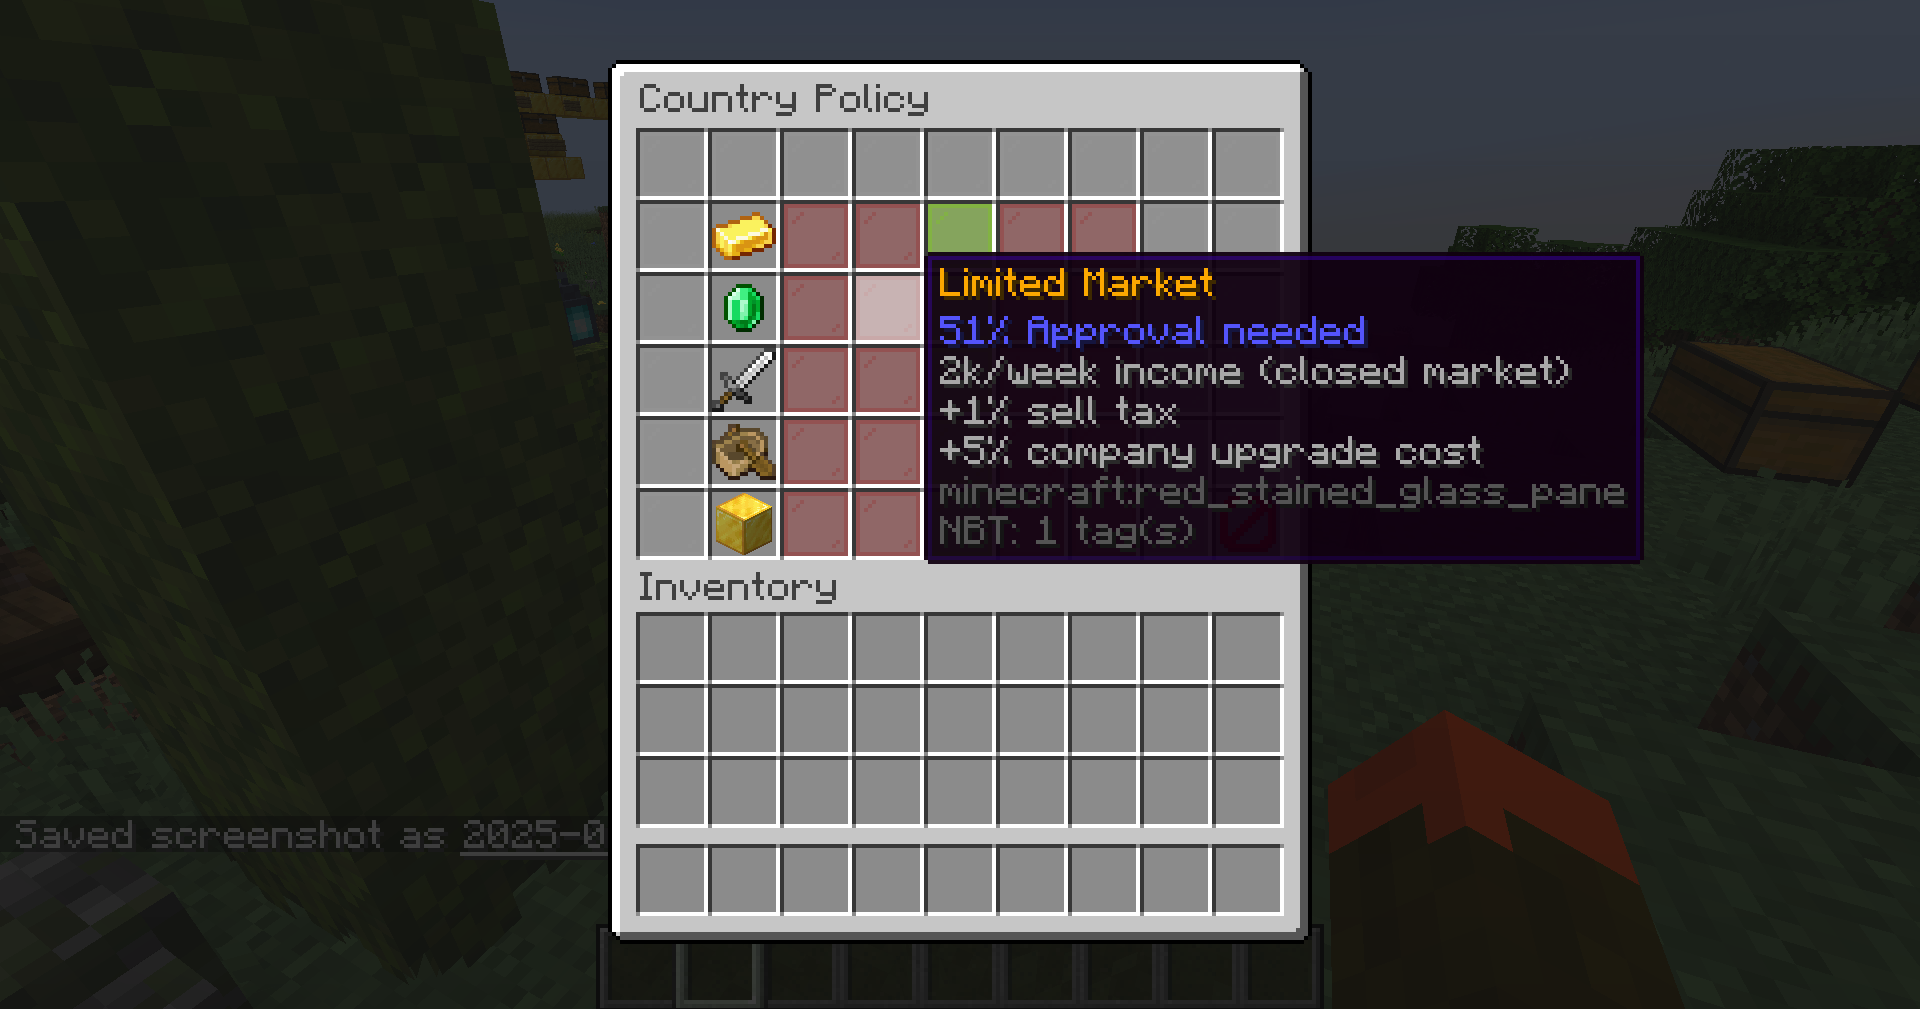 Country Policy
Limited Market
51% Approval needed
2k/week income (closed market)
+1% sell tax
+5% company upgrade cost
minecraft:red_stained_glass_pane
NBT: 1 tag(s)
Inventory
Saved screenshot as 2025-0